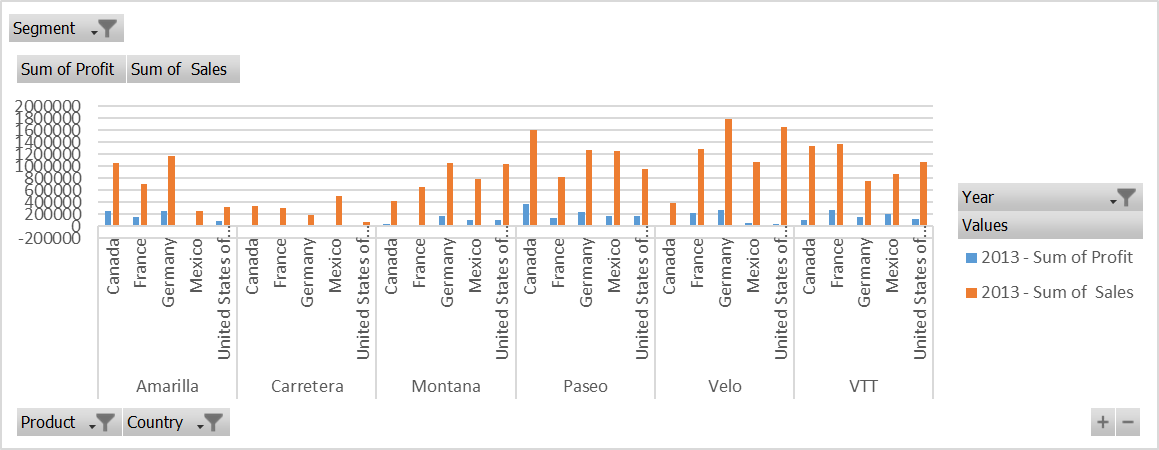 Segment
Sum of Profit Sum of Sales
2000000
1800000
1600000
1400000
1200000
1000000
800000
600000
400000
200000
0
-200000
Canada France Germany Mexico United States of...
Canada France Germany Mexico United States of...
Canada France Germany Mexico United States of...
Canada France Germany Mexico United States of...
Canada France Germany Mexico United States of...
Canada France Germany Mexico United States of...
Amarilla Carretera Montana Paseo Velo VTT
Year
Values
2013 - Sum of Profit
2013 - Sum of Sales
Product Country
+ −